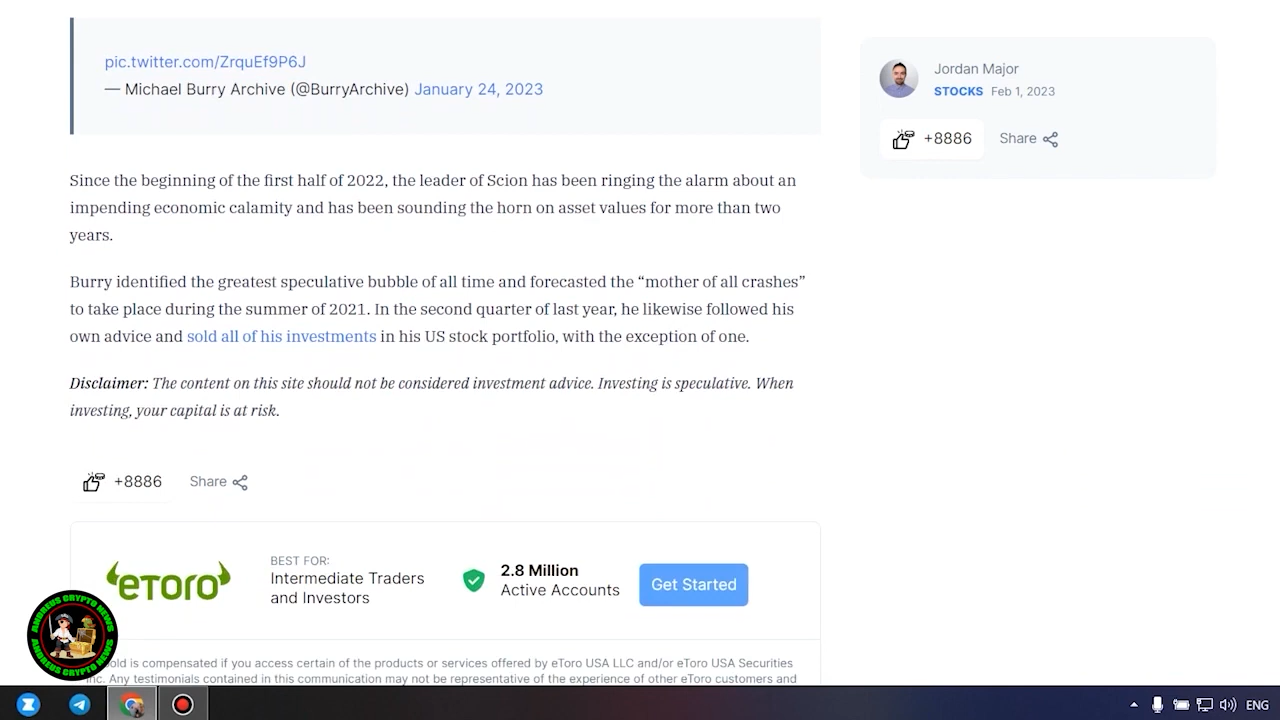 pic.twitter.com/ZrquEf9P6J
— Michael Burry Archive (@BurryArchive) January 24, 2023
Jordan Major
STOCKS Feb 1, 2023
+8886 Share
Since the beginning of the first half of 2022, the leader of Scion has been ringing the alarm about an
impending economic calamity and has been sounding the horn on asset values for more than two
years.
Burry identified the greatest speculative bubble of all time and forecasted the “mother of all crashes”
to take place during the summer of 2021. In the second quarter of last year, he likewise followed his
own advice and sold all of his investments in his US stock portfolio, with the exception of one.
Disclaimer: The content on this site should not be considered investment advice. Investing is speculative. When
investing, your capital is at risk.
+8886 Share
eToro
BEST FOR:
Intermediate Traders
and Investors
2.8 Million
Active Accounts
Get Started
ANDREUS CRYPTO NEWS
ANDREUS CRYPTO NEWS
is compensated if you access certain of the products or services offered by eToro USA LLC and/or eToro USA Securities
Inc. Any testimonials contained in this communication may not be representative of the experience of other eToro customers and
ENG